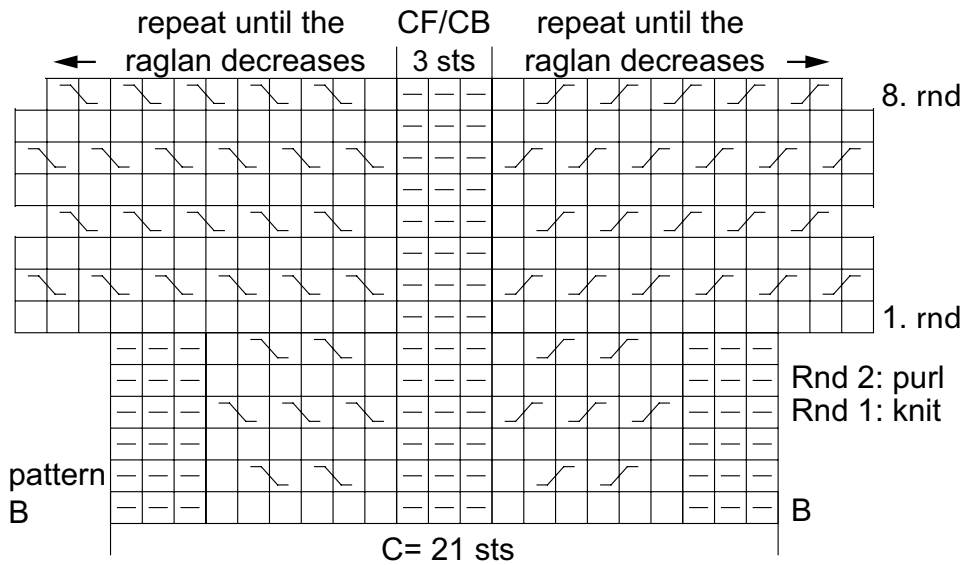 repeat until the CF/CB repeat until the
raglan decreases 3 sts raglan decreases
8. rnd
1. rnd
Rnd 2: purl
Rnd 1: knit
pattern
B B
C= 21 sts